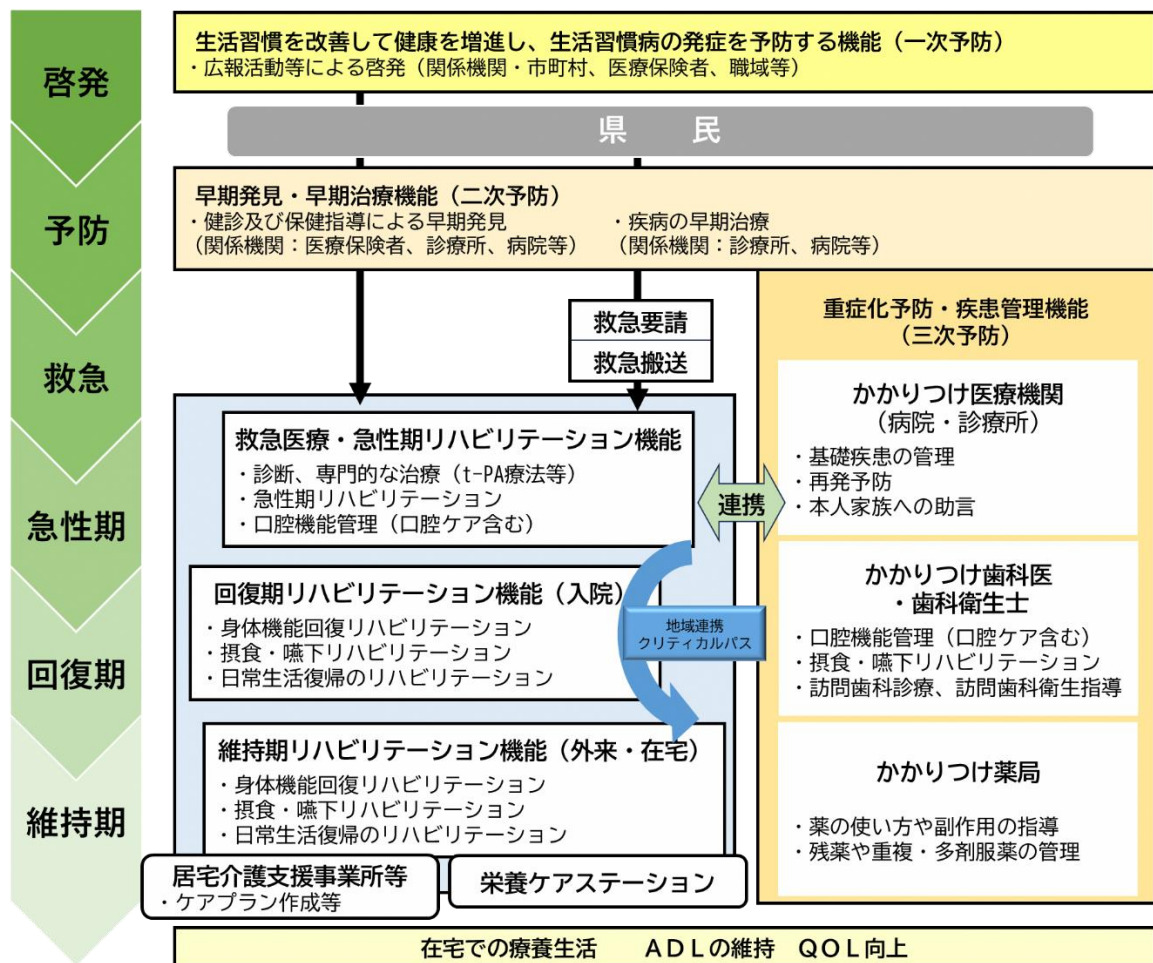 啓発
予防
救急
急性期
回復期
維持期
生活習慣を改善して健康を増進し、生活習慣病の発症を予防する機能（一次予防）
・広報活動等による啓発（関係機関・市町村、医療保険者、職域等）
県　　民
早期発見・早期治療機能（二次予防）
・健診及び保健指導による早期発見
（関係機関：医療保険者、診療所、病院等）
・疾病の早期治療
（関係機関：診療所、病院等）
救急要請
救急搬送
救急医療・急性期リハビリテーション機能
・診断、専門的な治療（t-PA療法等）
・急性期リハビリテーション
・口腔機能管理（口腔ケア含む）
連携
回復期リハビリテーション機能（入院）
・身体機能回復リハビリテーション
・摂食・嚥下リハビリテーション
・日常生活復帰のリハビリテーション
地域連携
クリティカルパス
維持期リハビリテーション機能（外来・在宅）
・身体機能回復リハビリテーション
・摂食・嚥下リハビリテーション
・日常生活復帰のリハビリテーション
居宅介護支援事業所等
・ケアプラン作成等
栄養ケアステーション
重症化予防・疾患管理機能
（三次予防）
かかりつけ医療機関
（病院・診療所）
・基礎疾患の管理
・再発予防
・本人家族への助言
かかりつけ歯科医
・歯科衛生士
・口腔機能管理（口腔ケア含む）
・摂食・嚥下リハビリテーション
・訪問歯科診療、訪問歯科衛生指導
かかりつけ薬局
・薬の使い方や副作用の指導
・残薬や重複・多剤服薬の管理
在宅での療養生活　　ＡＤＬの維持　ＱＯＬ向上